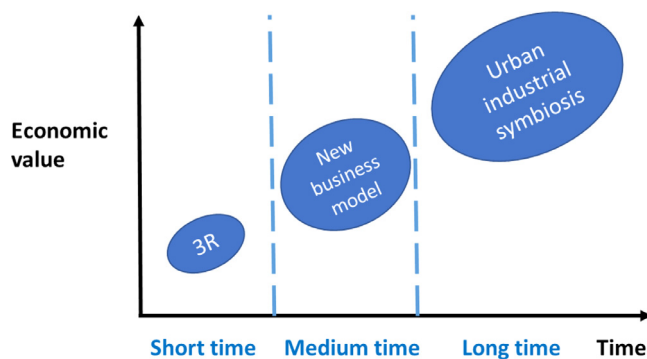 Urban
industrial
symbiosis
Economic
value
New
business
model
3R
Short time
Medium time
Long time
Time